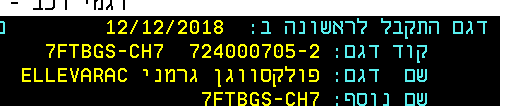 דגמי רכב -
דגם התקבל לראשונה ב: 12/12/2018
קוד דגם: 724000705-2 7FTBGS-CH7
שם דגם: פולקסווגן גרמני ELLEVARAC
שם נוסף: 7FTBGS-CH7